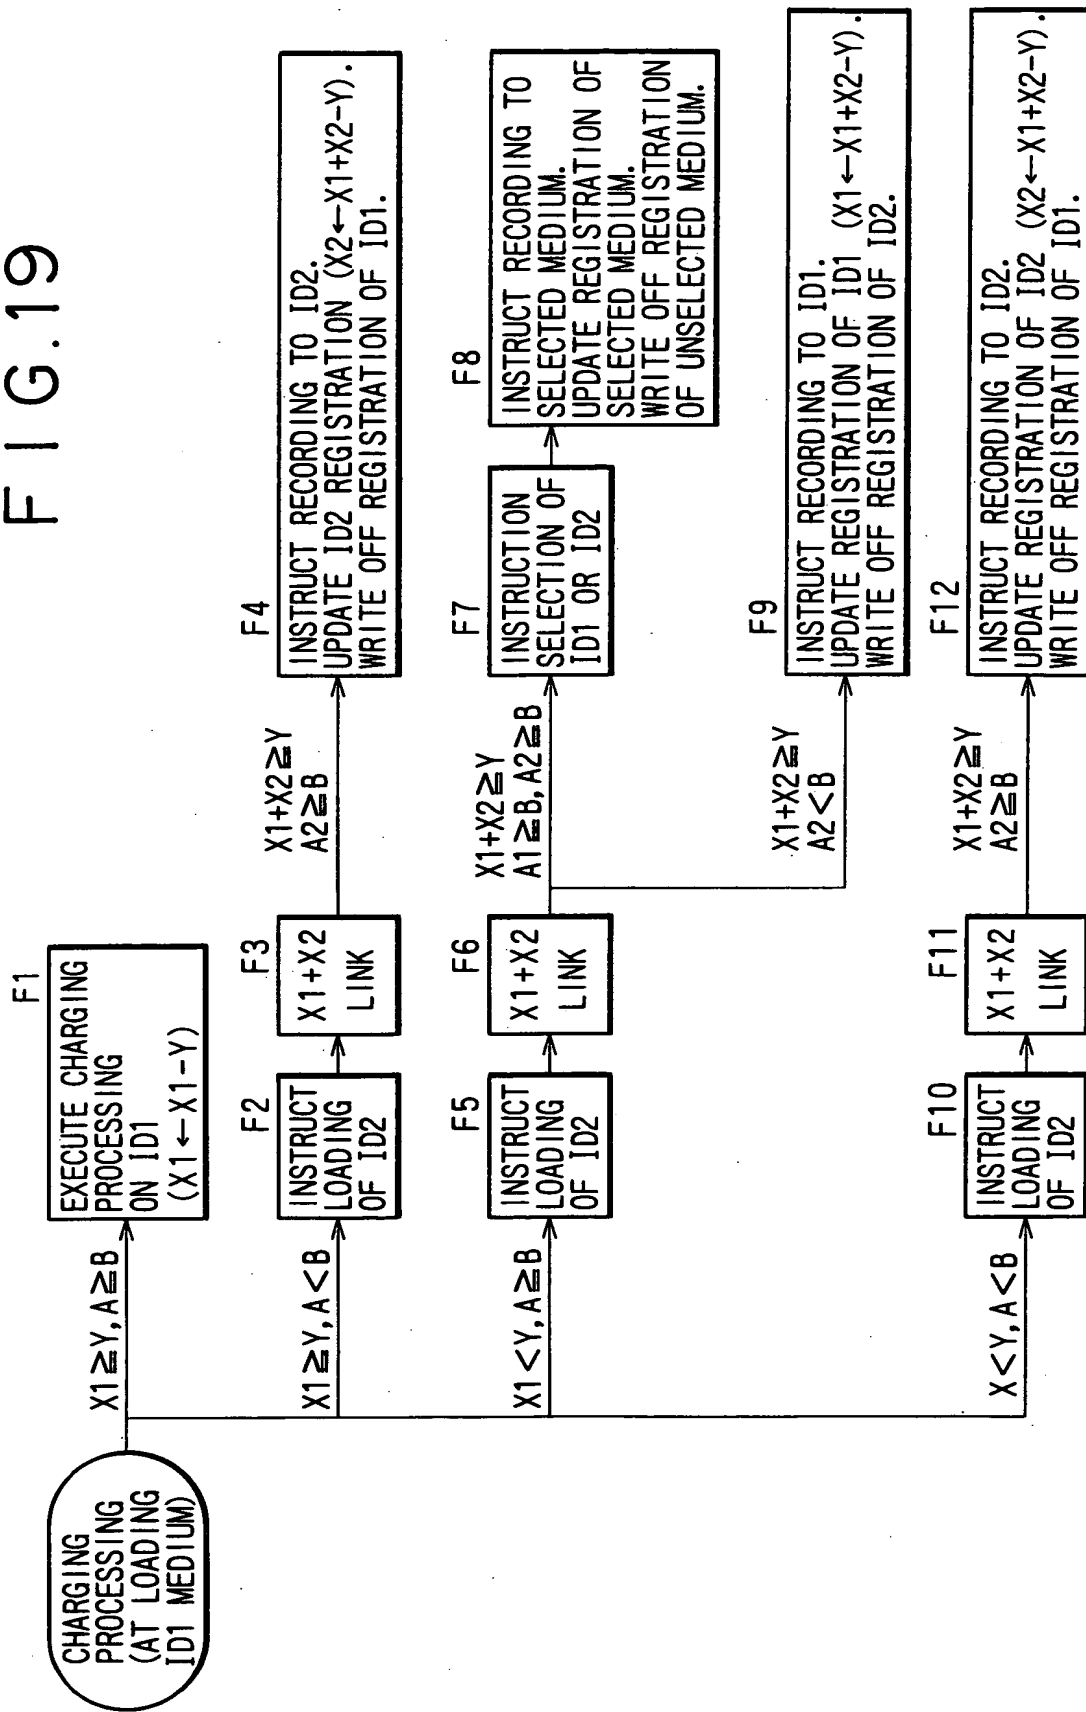 FIG.19
CHARGING
PROCESSING
(AT LOADING
ID1 MEDIUM)
X1≧Y,A≧B
F1
EXECUTE CHARGING
PROCESSING
ON ID1
(X1←X1-Y)
X1≧Y,A<B
F2
INSTRUCT
LOADING
OF ID2
F3
X1+X2
LINK
X1+X2≧Y
A2≧B
F4
INSTRUCT RECORDING TO ID2.
UPDATE ID2 REGISTRATION (X2←X1+X2-Y).
WRITE OFF REGISTRATION OF ID1.
X1<Y,A≧B
F5
INSTRUCT
LOADING
OF ID2
F6
X1+X2
LINK
X1+X2≧Y
A1≧B,A2≧B
F7
INSTRUCTION
SELECTION OF
ID1 OR ID2
F8
INSTRUCT RECORDING TO
SELECTED MEDIUM.
UPDATE REGISTRATION OF
SELECTED MEDIUM.
WRITE OFF REGISTRATION
OF UNSELECTED MEDIUM.
X1+X2≧Y
A2<B
F9
INSTRUCT RECORDING TO ID1.
UPDATE REGISTRATION OF ID1 (X1←X1+X2-Y).
WRITE OFF REGISTRATION OF ID2.
X<Y,A<B
F10
INSTRUCT
LOADING
OF ID2
F11
X1+X2
LINK
X1+X2≧Y
A2≧B
F12
INSTRUCT RECORDING TO ID2.
UPDATE REGISTRATION OF ID2 (X2←X1+X2-Y).
WRITE OFF REGISTRATION OF ID1.